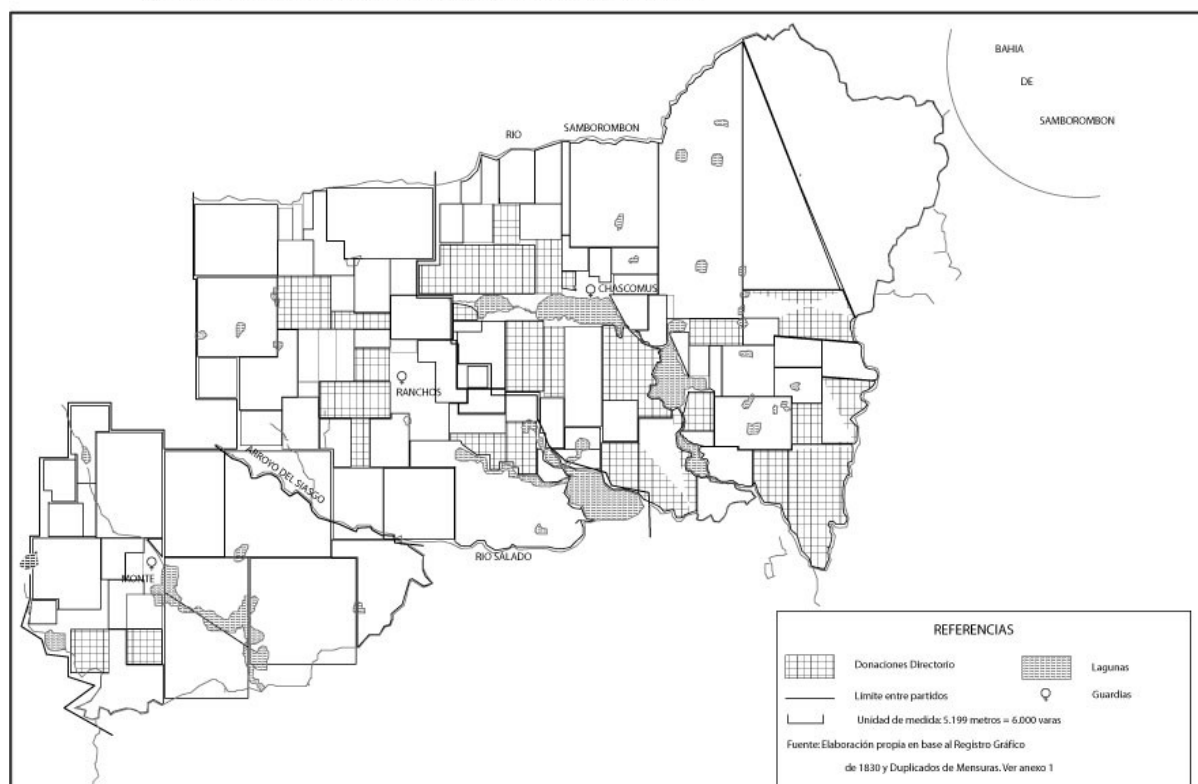 BAHIA
DE
SAMBOROMBON
RIO SAMBOROMBON
CHASCOMUS
RANCHOS
ARROYO DEL SIASGO
RIO SALADO
MONTE
REFERENCIAS
Donaciones Directorio
Lagunas
Límite entre partidos
Guardias
Unidad de medida: 5.199 metros = 6.000 varas
Fuente: Elaboración propia en base al Registro Gráfico
de 1830 y Duplicados de Mensuras. Ver anexo 1